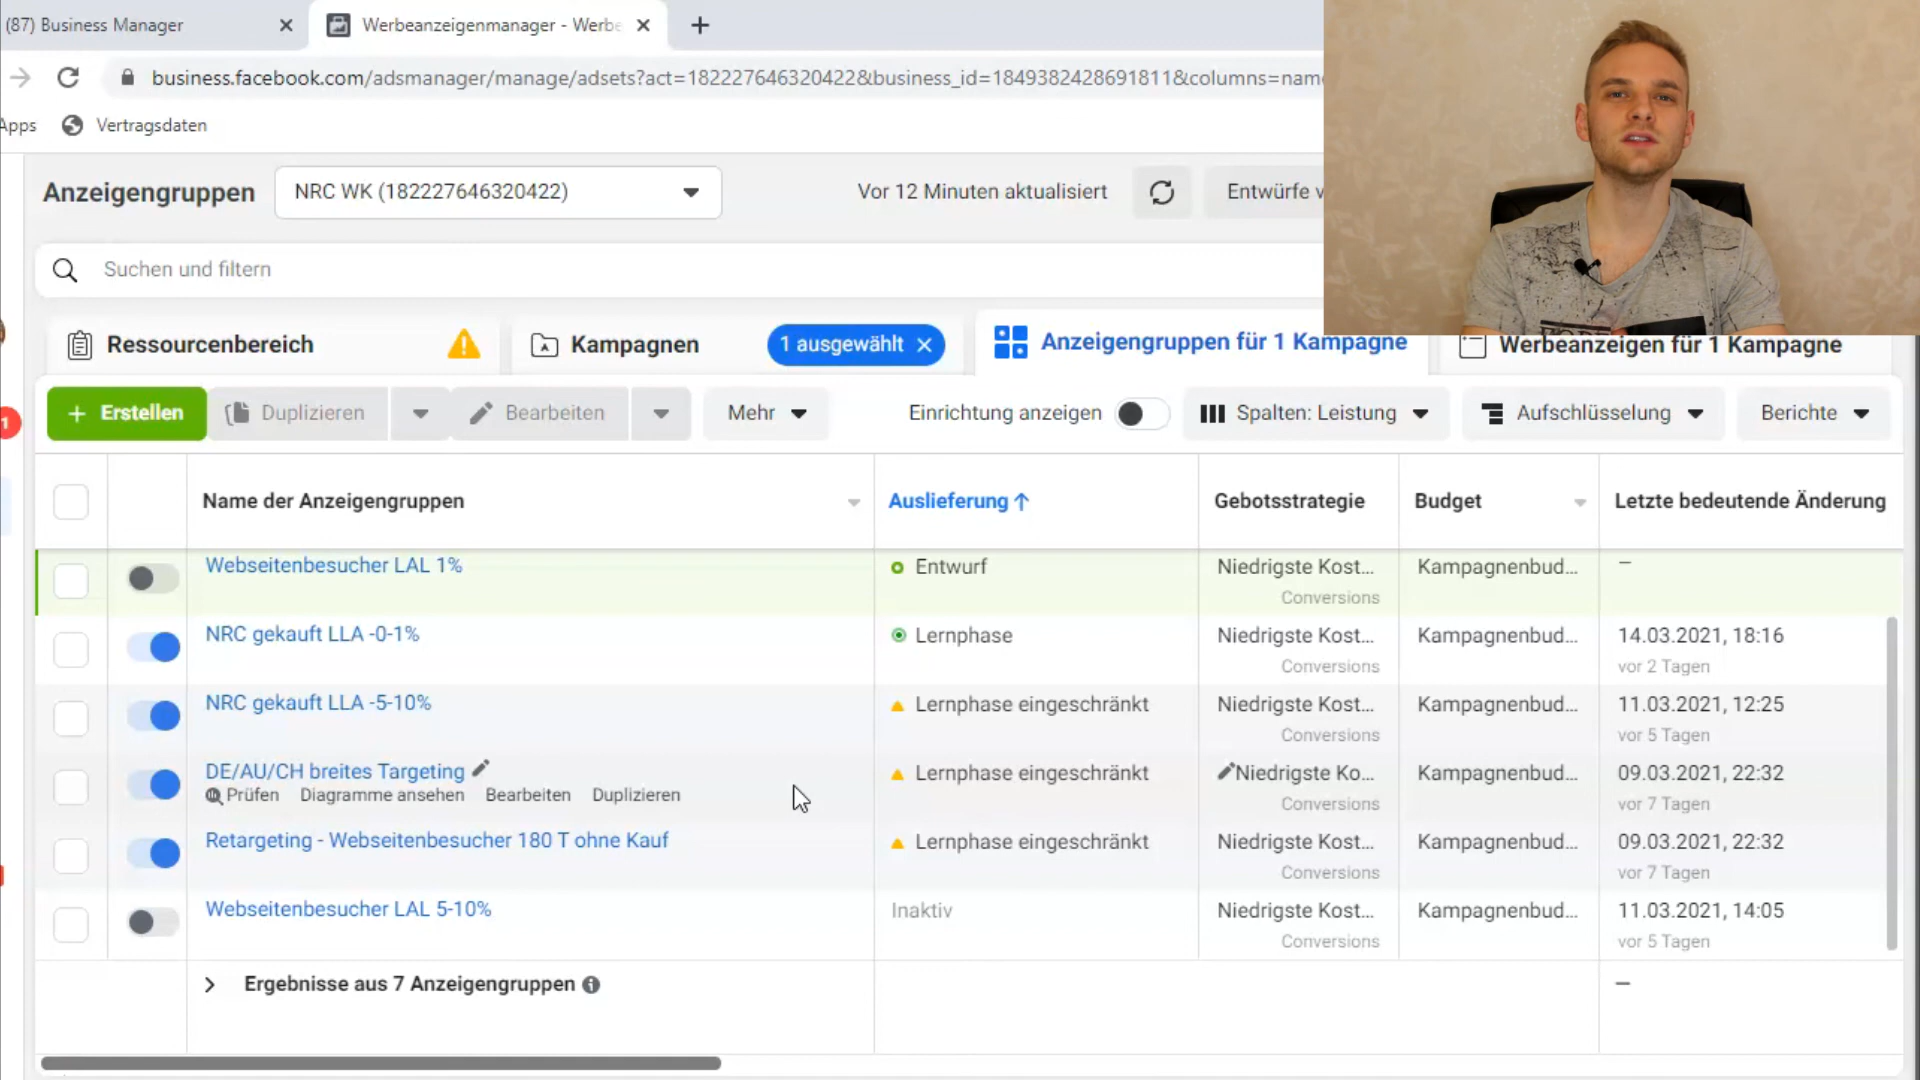 (87) Business Manager
Werbeanzeigenmanager - Werbe
business.facebook.com/adsmanager/manage/adsets?act=182227646320422&business_id=1849382428691811&columns=name
Apps
Vertragsdaten
Anzeigengruppen
NRC WK (182227646320422)
Vor 12 Minuten aktualisiert
Entwürfe v
Suchen und filtern
Ressourcenbereich
Kampagnen
1 ausgewählt
Anzeigengruppen für 1 Kampagne
Werbeanzeigen für 1 Kampagne
1
+ Erstellen
Duplizieren
Bearbeiten
Mehr
Einrichtung anzeigen
Spalten: Leistung
Aufschlüsselung
Berichte
Name der Anzeigengruppen
Auslieferung ↑
Gebotsstrategie
Budget
Letzte bedeutende Änderung
Webseitenbesucher LAL 1%
Entwurf
Niedrigste Kost...
Conversions
Kampagnenbud...
–
NRC gekauft LLA -0-1%
Lernphase
Niedrigste Kost...
Conversions
Kampagnenbud...
14.03.2021, 18:16
vor 2 Tagen
NRC gekauft LLA -5-10%
Lernphase eingeschränkt
Niedrigste Kost...
Conversions
Kampagnenbud...
11.03.2021, 12:25
vor 5 Tagen
DE/AU/CH breites Targeting
Prüfen Diagramme ansehen Bearbeiten Duplizieren
Lernphase eingeschränkt
Niedrigste Ko...
Conversions
Kampagnenbud...
09.03.2021, 22:32
vor 7 Tagen
Retargeting - Webseitenbesucher 180 T ohne Kauf
Lernphase eingeschränkt
Niedrigste Kost...
Conversions
Kampagnenbud...
09.03.2021, 22:32
vor 7 Tagen
Webseitenbesucher LAL 5-10%
Inaktiv
Niedrigste Kost...
Conversions
Kampagnenbud...
11.03.2021, 14:05
vor 5 Tagen
Ergebnisse aus 7 Anzeigengruppen
–